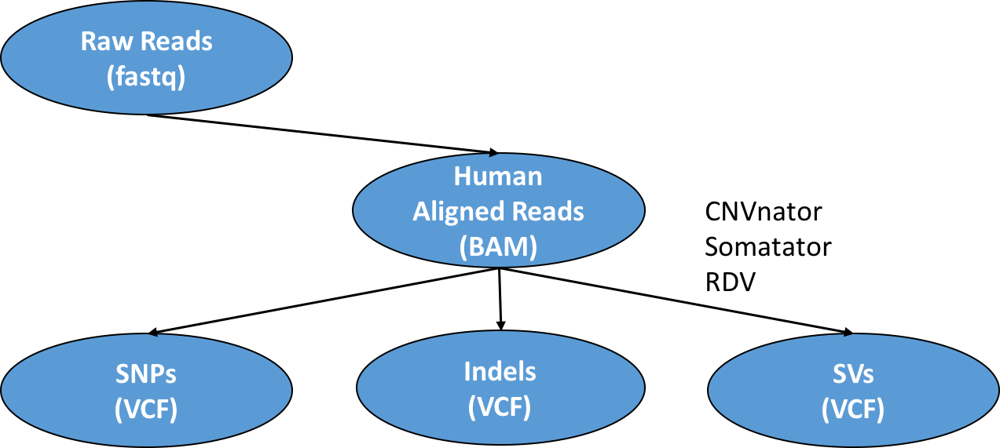 Raw Reads
(fastq)
Human
Aligned Reads
(BAM)
CNVnator
Somatator
RDV
SNPs
(VCF)
Indels
(VCF)
SVs
(VCF)